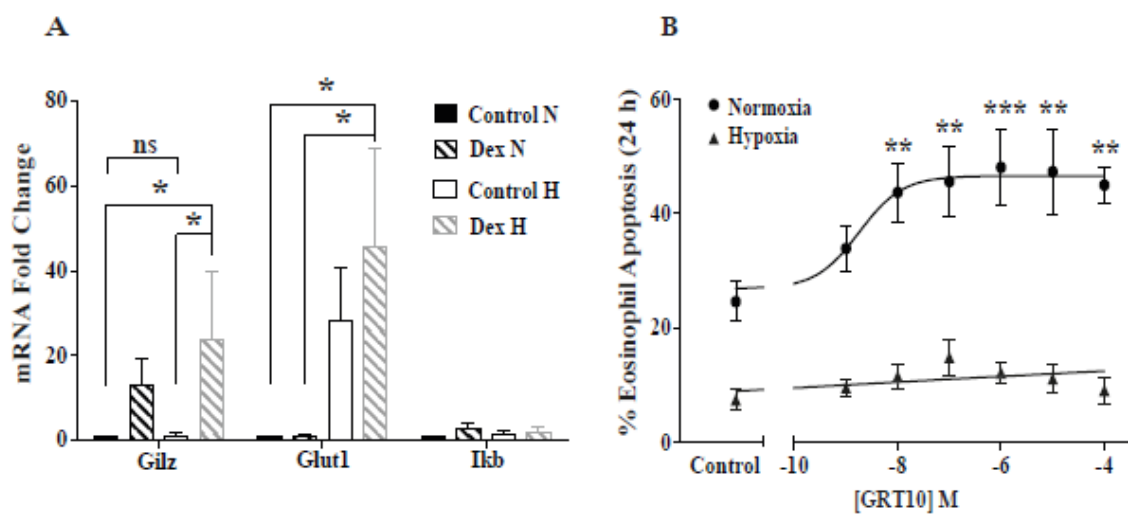 A
mRNA Fold Change
80
60
40
20
0
*
*
ns
*
*
Control N
Dex N
Control H
Dex H
Gilz
Glut1
Ikb
B
% Eosinophil Apoptosis (24 h)
60
40
20
0
Normoxia
Hypoxia
** ** *** ** **
Control -10 -8 -6 -4
[GRT10] M